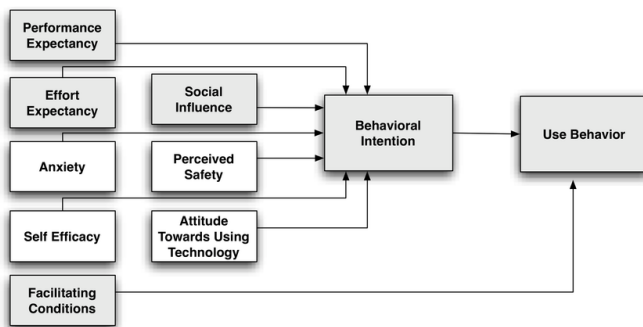 Performance
Expectancy
Effort
Expectancy
Social
Influence
Behavioral
Intention
Use Behavior
Anxiety
Perceived
Safety
Self Efficacy
Attitude
Towards Using
Technology
Facilitating
Conditions